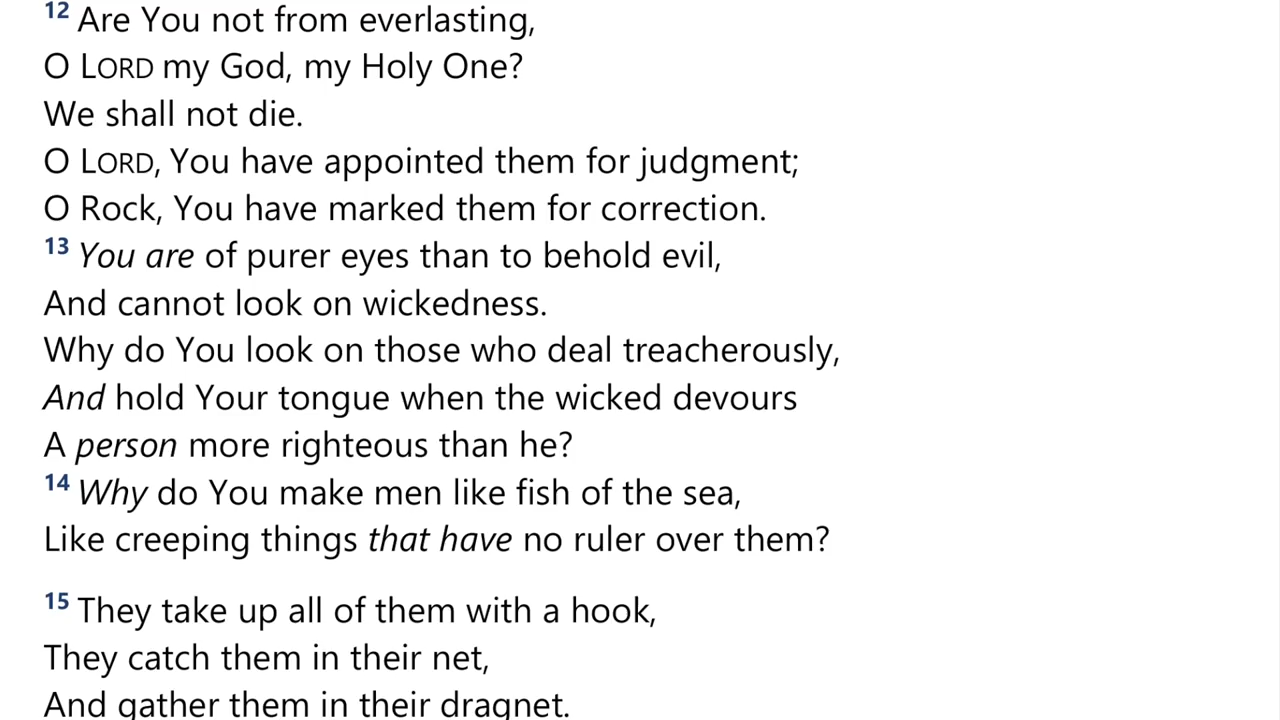 12 Are You not from everlasting,
O LORD my God, my Holy One?
We shall not die.
O LORD, You have appointed them for judgment;
O Rock, You have marked them for correction.
13 You are of purer eyes than to behold evil,
And cannot look on wickedness.
Why do You look on those who deal treacherously,
And hold Your tongue when the wicked devours
A person more righteous than he?
14 Why do You make men like fish of the sea,
Like creeping things that have no ruler over them?
15 They take up all of them with a hook,
They catch them in their net,
And gather them in their dragnet.